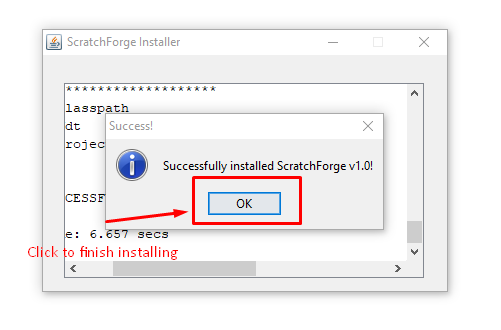 ScratchForge Installer
*******************
lasspath
dt
rojec
Success!
Successfully installed ScratchForge v1.0!
OK
CESSF
e: 6.657 secs
Click to finish installing